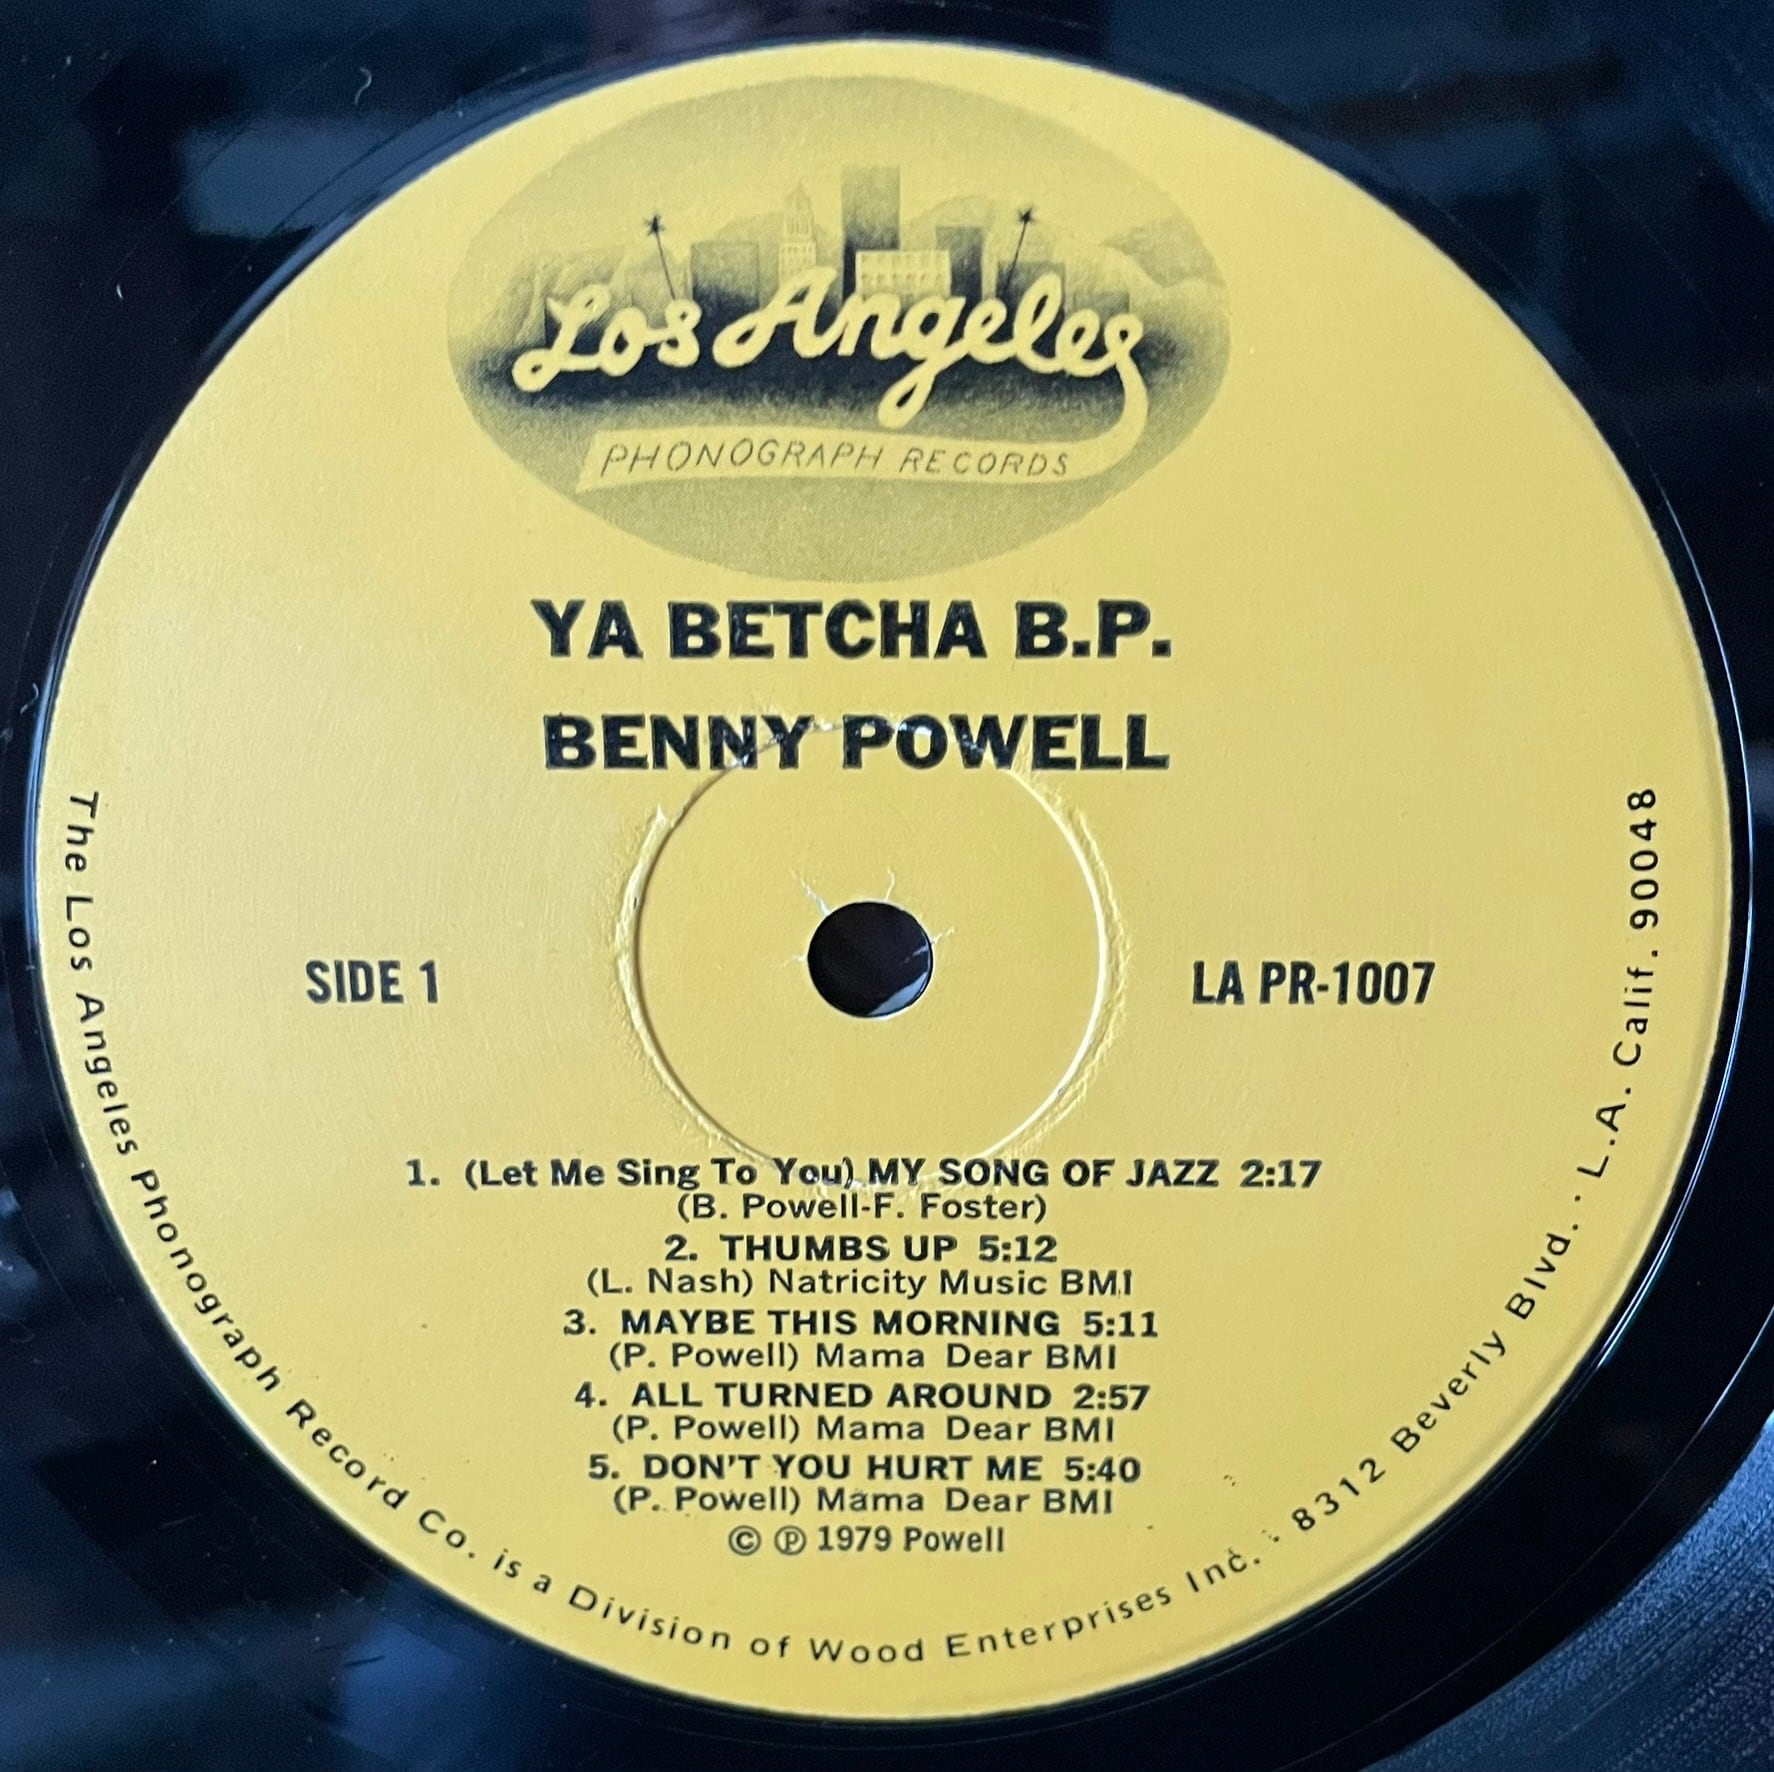 Los Angeles
PHONOGRAPH RECORDS
YA BETCHA B.P.
BENNY POWELL
SIDE 1
LA PR-1007
1. (Let Me Sing To You) MY SONG OF JAZZ 2:17
(B. Powell-F. Foster)
2. THUMBS UP 5:12
(L. Nash) Natricity Music BMI
3. MAYBE THIS MORNING 5:11
(P. Powell) Mama Dear BMI
4. ALL TURNED AROUND 2:57
(P. Powell) Mama Dear BMI
5. DON'T YOU HURT ME 5:40
(P. Powell) Mama Dear BMI
© ℗ 1979 Powell
The Los Angeles Phonograph Record Co. is a Division of Wood Enterprises Inc. · 8312 Beverly Blvd. · L.A. Calif. 90048